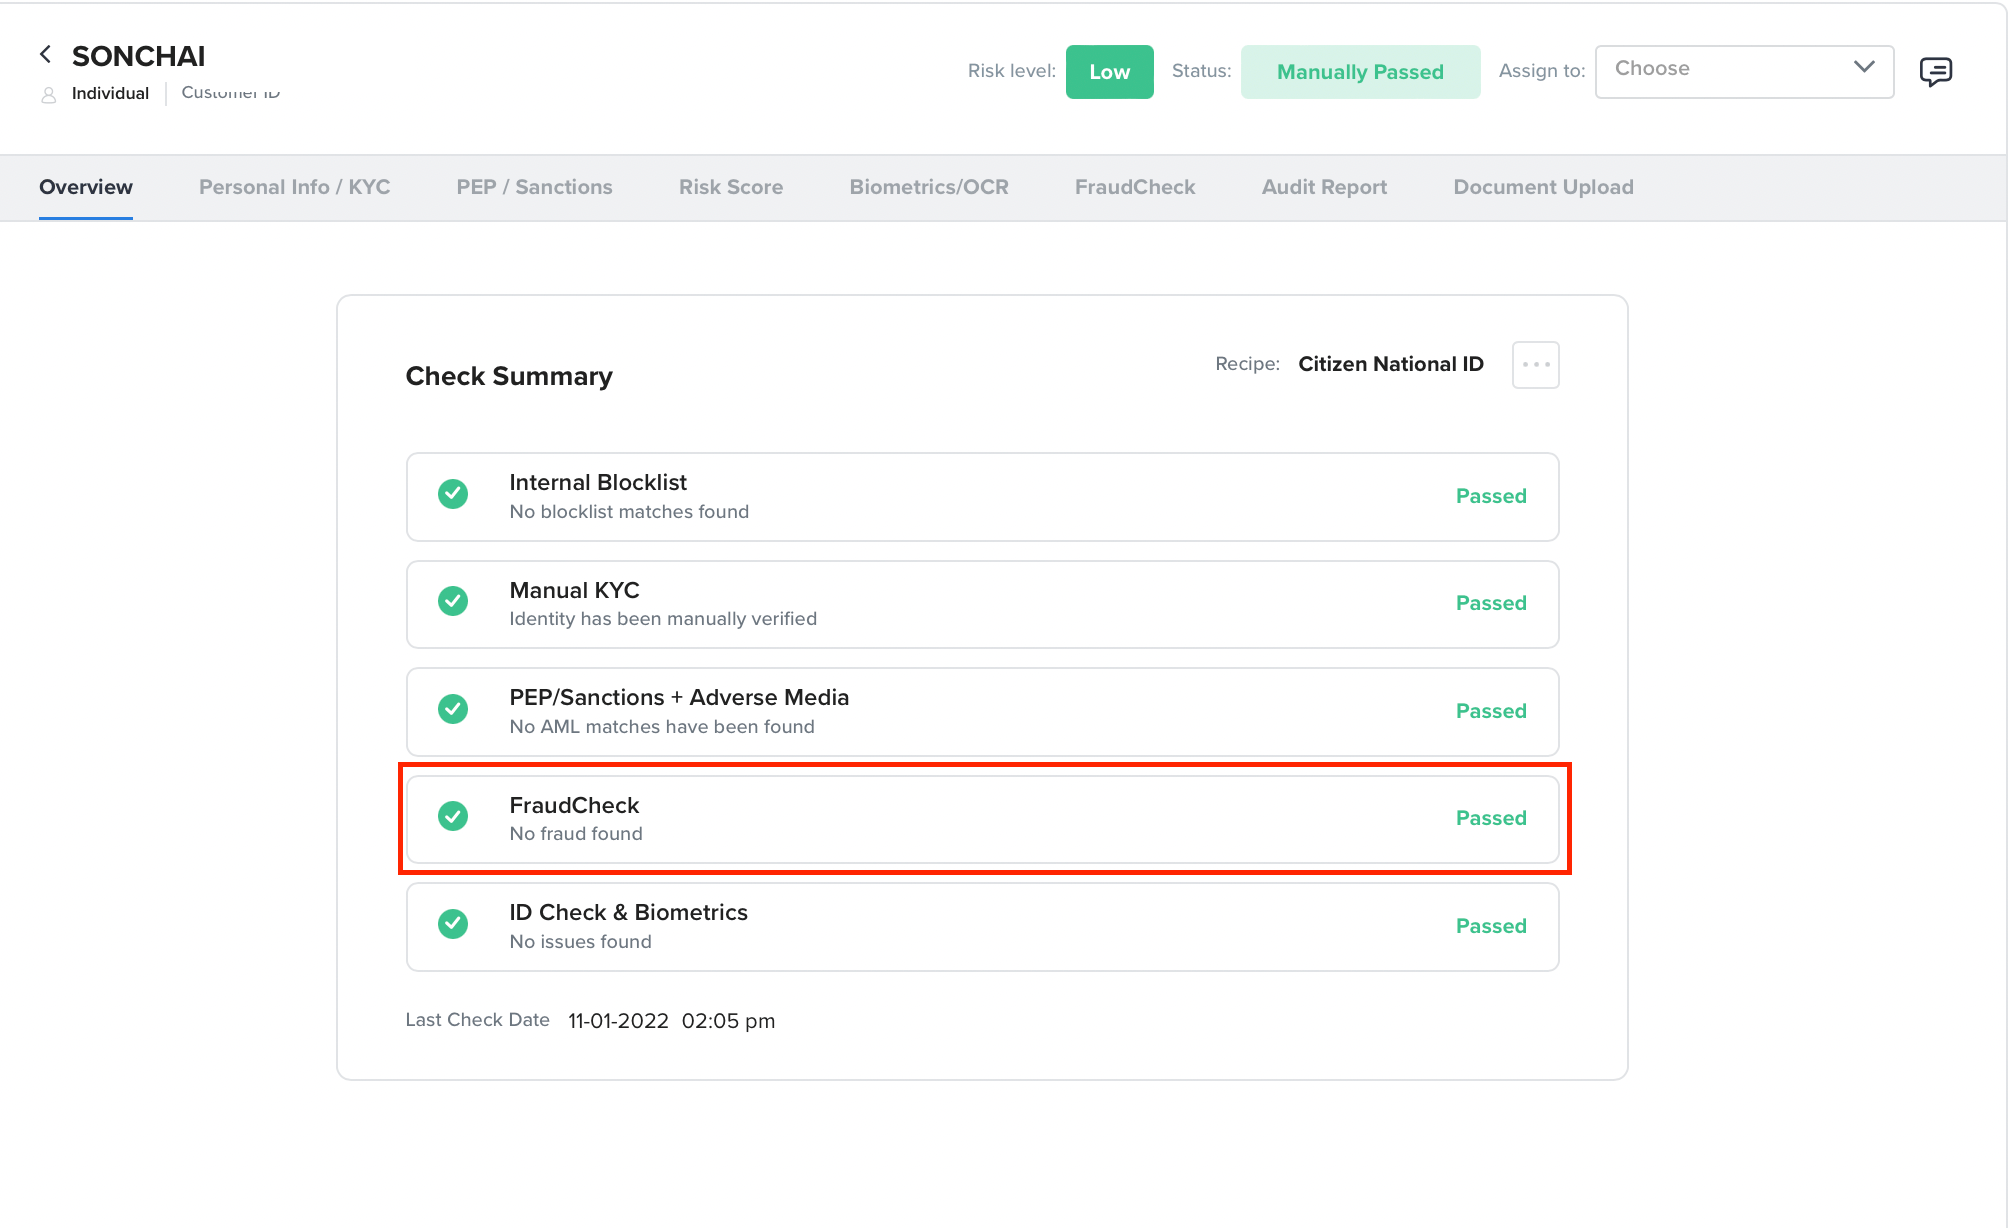 SONCHAI
Individual
Customer ID
Risk level: Low Status: Manually Passed Assign to: Choose
Overview Personal Info / KYC PEP / Sanctions Risk Score Biometrics/OCR FraudCheck Audit Report Document Upload
Check Summary
Recipe: Citizen National ID
Internal Blocklist
No blocklist matches found
Passed
Manual KYC
Identity has been manually verified
Passed
PEP/Sanctions + Adverse Media
No AML matches have been found
Passed
FraudCheck
No fraud found
Passed
ID Check & Biometrics
No issues found
Passed
Last Check Date 11-01-2022 02:05 pm